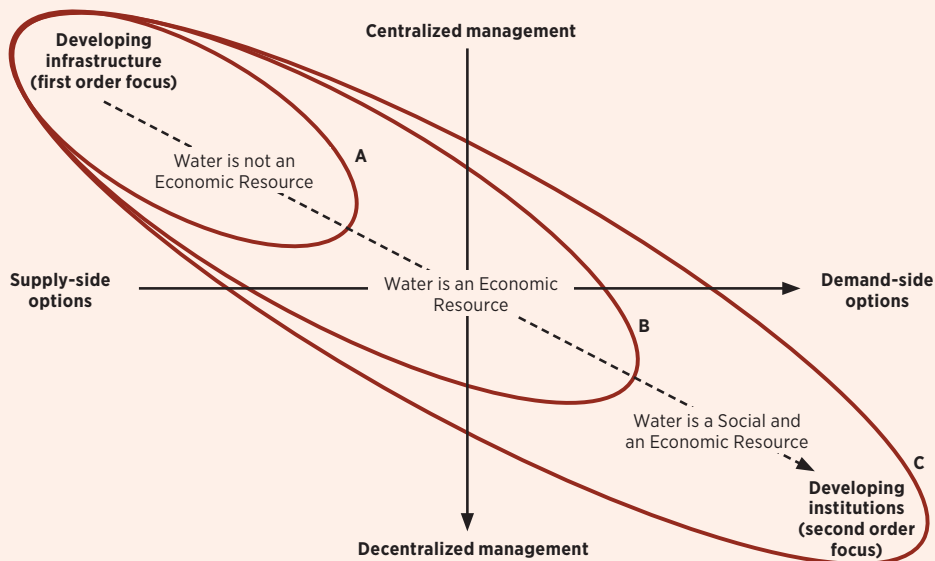 Centralized management
Developing
infrastructure
(first order focus)
A
Water is not an
Economic Resource
Supply-side
options
Water is an Economic
Resource
Demand-side
options
B
Water is a Social and
an Economic Resource
C
Developing
institutions
(second order
focus)
Decentralized management